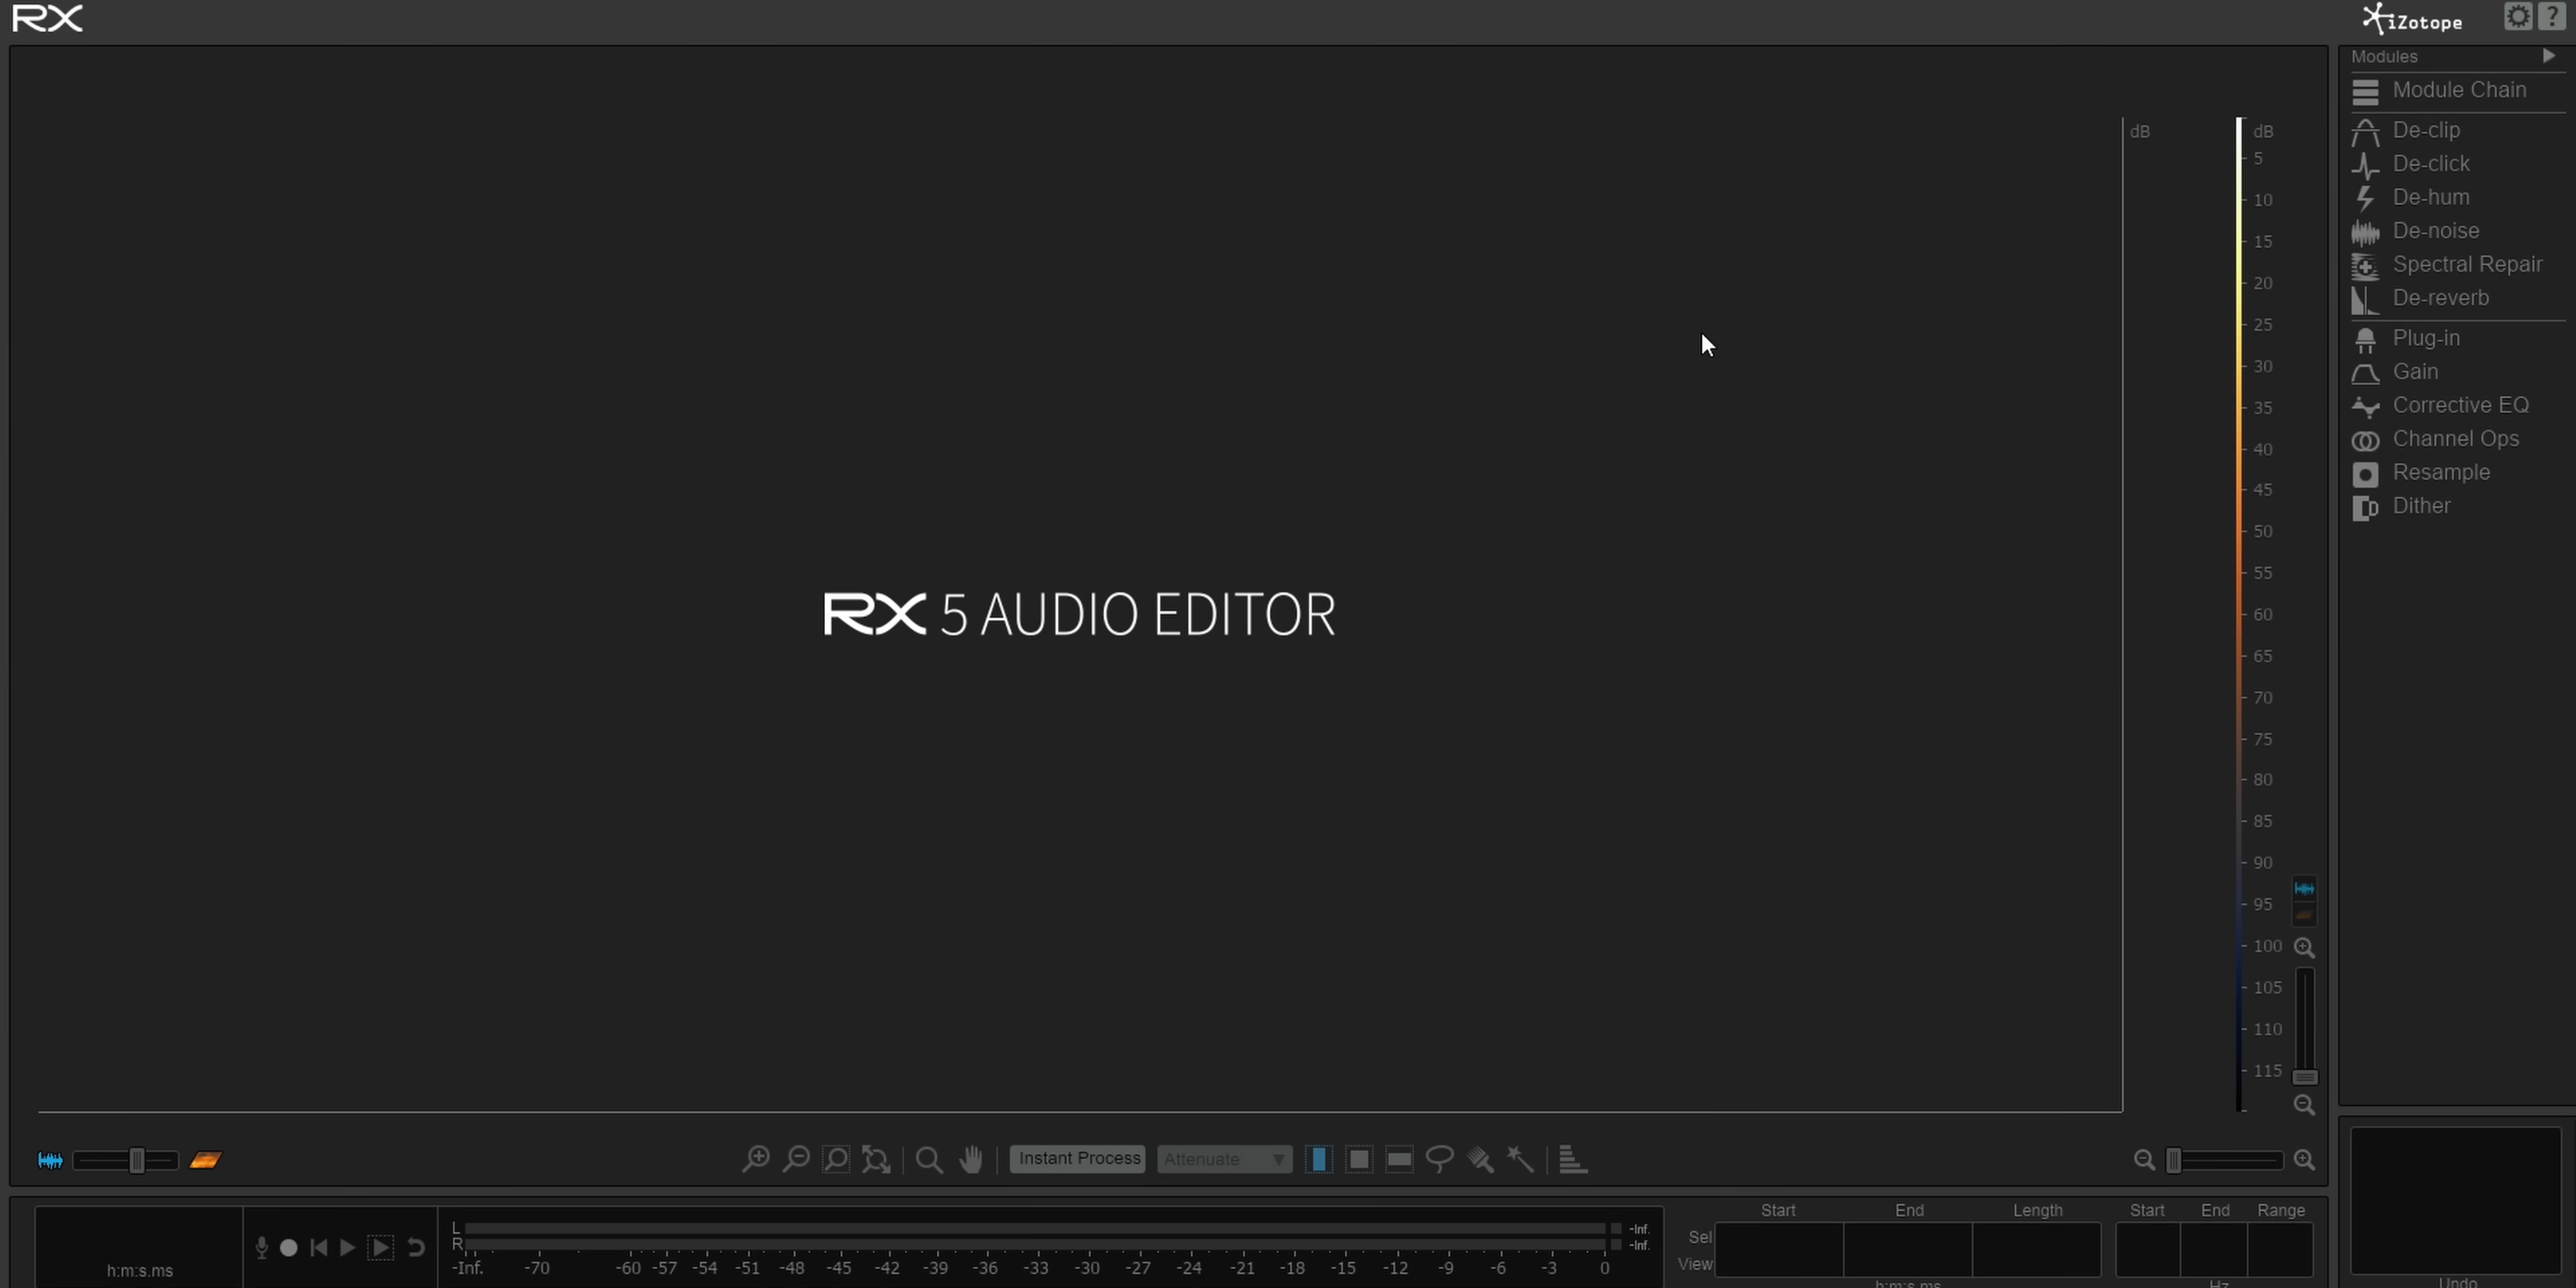 RX
iZotope
?
Modules
Module Chain
De-clip
De-click
De-hum
De-noise
Spectral Repair
De-reverb
Plug-in
Gain
Corrective EQ
Channel Ops
Resample
Dither
dB
dB
5
10
15
20
25
30
35
40
45
50
55
60
65
70
75
80
85
90
95
100
105
110
115
RX 5 AUDIO EDITOR
Instant Process
Attenuate
h:m:s.ms
L
R
-Inf.
-Inf.
-Inf. -70 -60 -57 -54 -51 -48 -45 -42 -39 -36 -33 -30 -27 -24 -21 -18 -15 -12 -9 -6 -3 0
Start End Length Start End Range
Sel
View
h:m:s.ms Hz
Undo